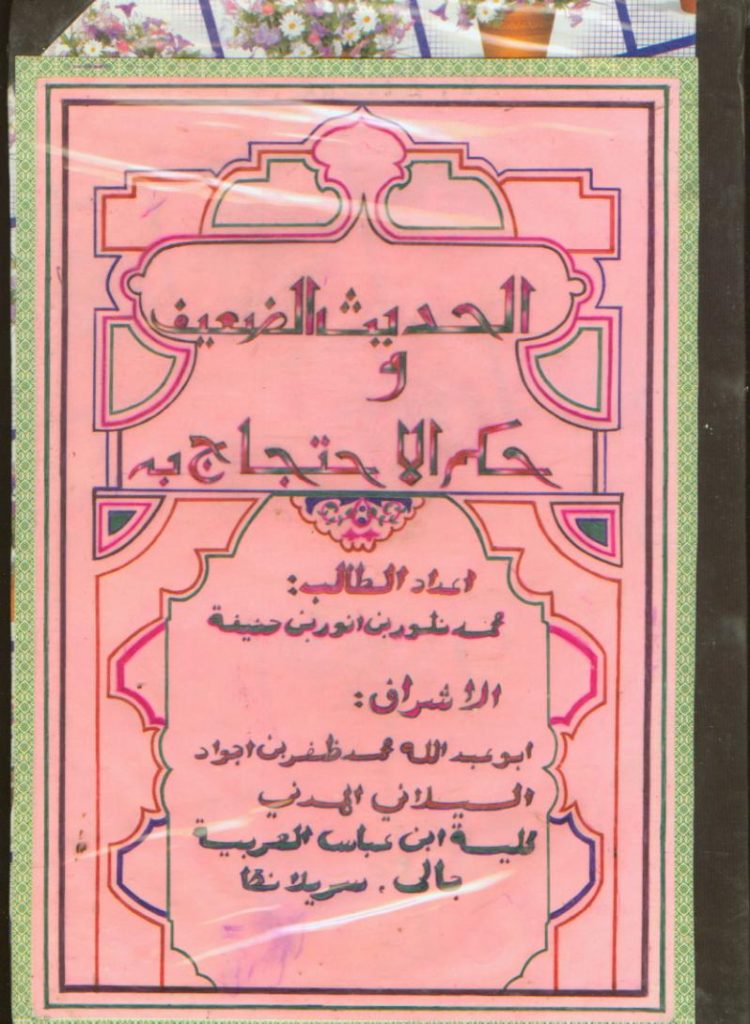 الحديث الضعيف
و
حكم الاحتجاج به
اعداد الطالب:
محمد بن انور بن حنيفة
الاشراف:
ابو عبد الله محمد ظفر بن اجواد
السيلاني المدني
كلية ابن عباس العربية
جالى، سريلانكا